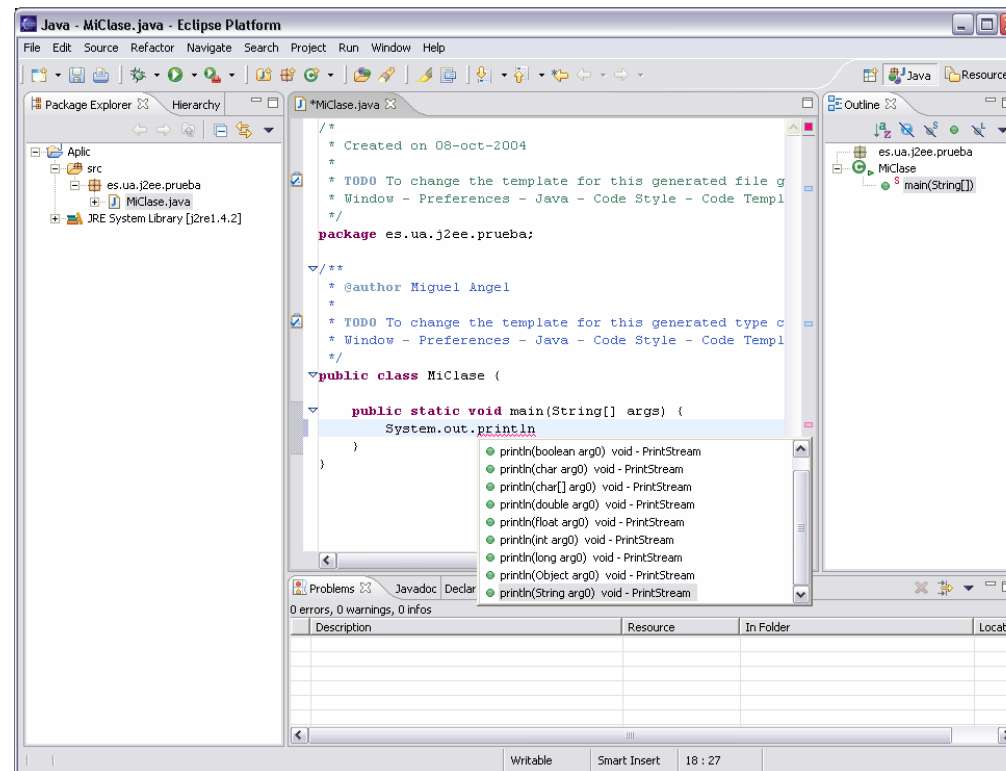 Java - MiClase.java - Eclipse Platform
File Edit Source Refactor Navigate Search Project Run Window Help
Java Resource
Package Explorer Hierarchy
Aplic
src
es.ua.j2ee.prueba
MiClase.java
JRE System Library [j2re1.4.2]
*MiClase.java
/*
* Created on 08-oct-2004
*
* TODO To change the template for this generated file g
* Window - Preferences - Java - Code Style - Code Templ
*/
package es.ua.j2ee.prueba;
/**
* @author Miguel Angel
*
* TODO To change the template for this generated type c
* Window - Preferences - Java - Code Style - Code Templ
*/
public class MiClase {
public static void main(String[] args) {
System.out.println
}
}
println(boolean arg0) void - PrintStream
println(char arg0) void - PrintStream
println(char[] arg0) void - PrintStream
println(double arg0) void - PrintStream
println(float arg0) void - PrintStream
println(int arg0) void - PrintStream
println(long arg0) void - PrintStream
println(Object arg0) void - PrintStream
println(String arg0) void - PrintStream
Outline
es.ua.j2ee.prueba
MiClase
main(String[])
Problems Javadoc Declar
0 errors, 0 warnings, 0 infos
Description Resource In Folder Locat
Writable Smart Insert 18 : 27